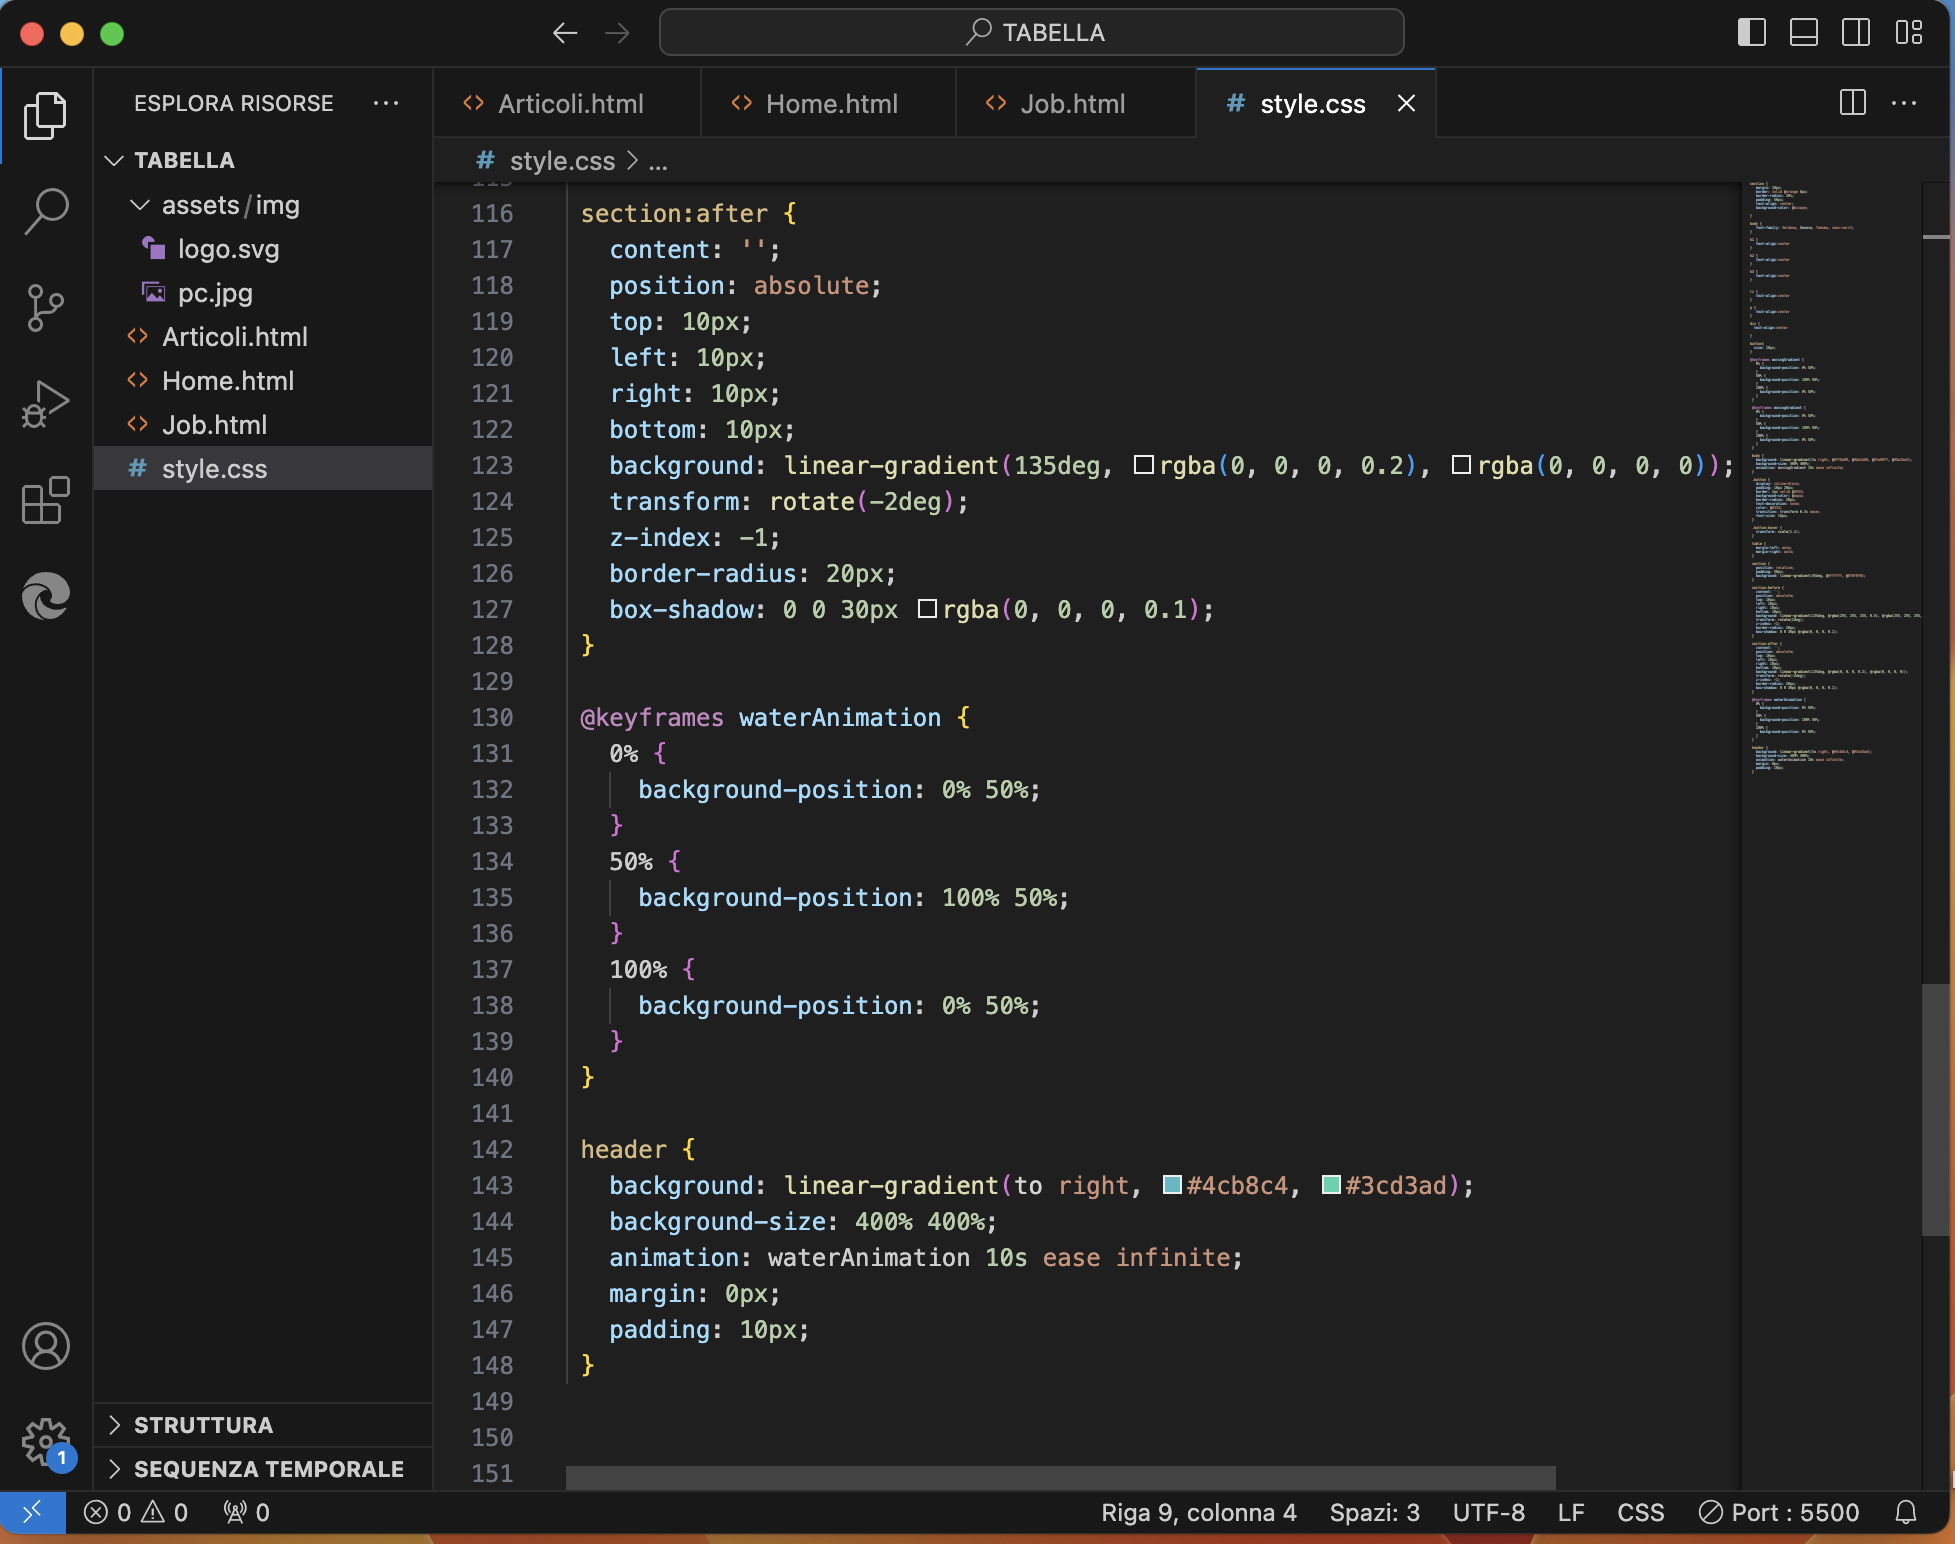 TABELLA
ESPLORA RISORSE
TABELLA
assets/img
logo.svg
pc.jpg
Articoli.html
Home.html
Job.html
style.css
STRUTTURA
SEQUENZA TEMPORALE
1
Articoli.html
Home.html
Job.html
# style.css
# style.css > ...
116 section:after {
117 content: '';
118 position: absolute;
119 top: 10px;
120 left: 10px;
121 right: 10px;
122 bottom: 10px;
123 background: linear-gradient(135deg, rgba(0, 0, 0, 0.2), rgba(0, 0, 0, 0));
124 transform: rotate(-2deg);
125 z-index: -1;
126 border-radius: 20px;
127 box-shadow: 0 0 30px rgba(0, 0, 0, 0.1);
128 }
129
130 @keyframes waterAnimation {
131 0% {
132 background-position: 0% 50%;
133 }
134 50% {
135 background-position: 100% 50%;
136 }
137 100% {
138 background-position: 0% 50%;
139 }
140 }
141
142 header {
143 background: linear-gradient(to right, #4cb8c4, #3cd3ad);
144 background-size: 400% 400%;
145 animation: waterAnimation 10s ease infinite;
146 margin: 0px;
147 padding: 10px;
148 }
149
150
151
0 0 0
Riga 9, colonna 4
Spazi: 3
UTF-8
LF
CSS
Port : 5500